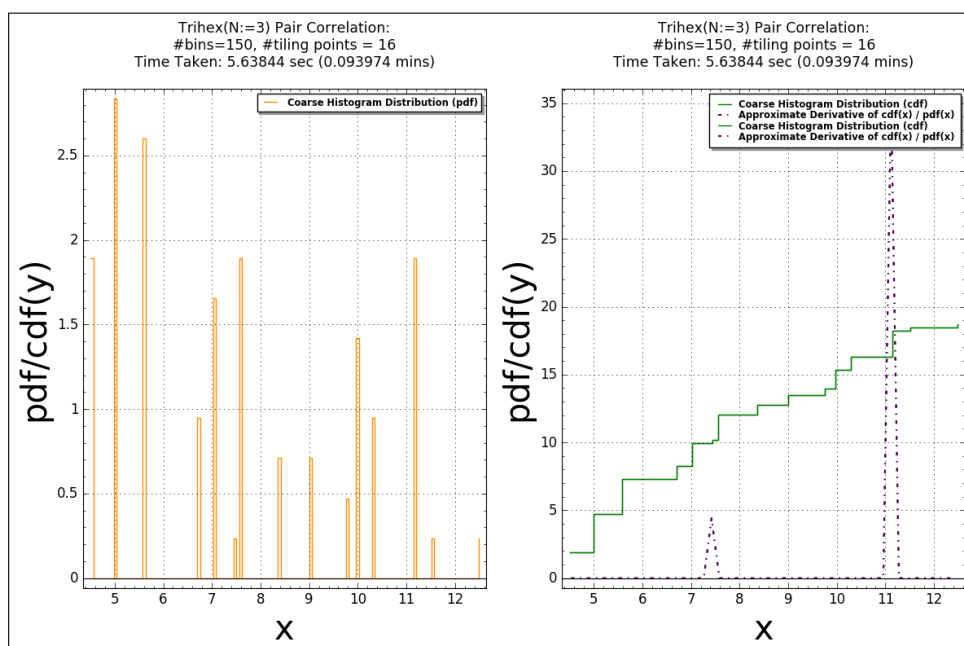 Trihex(N:=3) Pair Correlation:
#bins=150, #tiling points = 16
Time Taken: 5.63844 sec (0.093974 mins)
Coarse Histogram Distribution (pdf)
pdf/cdf(y)
2.5
2
1.5
1
0.5
0
5 6 7 8 9 10 11 12
x
Trihex(N:=3) Pair Correlation:
#bins=150, #tiling points = 16
Time Taken: 5.63844 sec (0.093974 mins)
Coarse Histogram Distribution (cdf)
Approximate Derivative of cdf(x) / pdf(x)
Coarse Histogram Distribution (cdf)
Approximate Derivative of cdf(x) / pdf(x)
pdf/cdf(y)
35
30
25
20
15
10
5
0
5 6 7 8 9 10 11 12
x